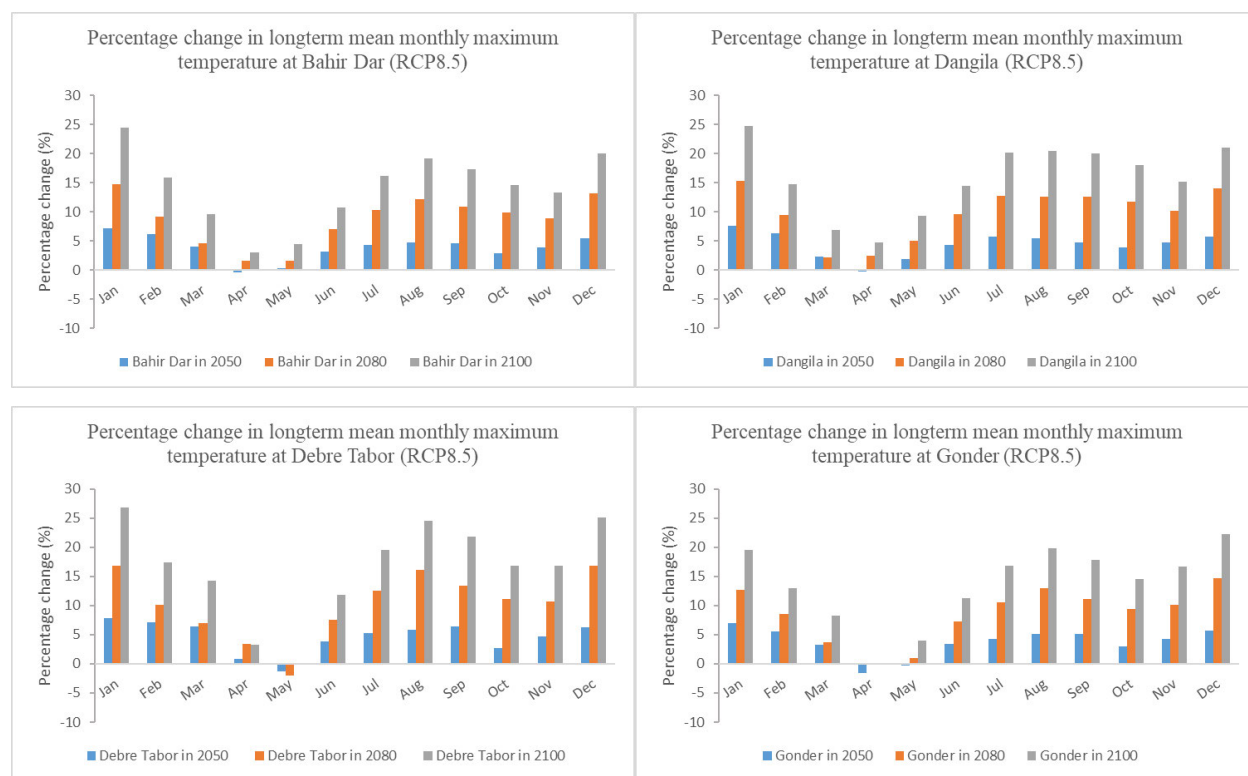 Percentage change in longterm mean monthly maximum
temperature at Bahir Dar (RCP8.5)
Percentage change (%)
30
25
20
15
10
5
0
-5
-10
Jan Feb Mar Apr May Jun Jul Aug Sep Oct Nov Dec
Bahir Dar in 2050 Bahir Dar in 2080 Bahir Dar in 2100
Percentage change in longterm mean monthly maximum
temperature at Dangila (RCP8.5)
Percentage change (%)
30
25
20
15
10
5
0
-5
-10
Jan Feb Mar Apr May Jun Jul Aug Sep Oct Nov Dec
Dangila in 2050 Dangila in 2080 Dangila in 2100
Percentage change in longterm mean monthly maximum
temperature at Debre Tabor (RCP8.5)
Percentage change (%)
30
25
20
15
10
5
0
-5
-10
Jan Feb Mar Apr May Jun Jul Aug Sep Oct Nov Dec
Debre Tabor in 2050 Debre Tabor in 2080 Debre Tabor in 2100
Percentage change in longterm mean monthly maximum
temperature at Gonder (RCP8.5)
Percentage change (%)
30
25
20
15
10
5
0
-5
-10
Jan Feb Mar Apr May Jun Jul Aug Sep Oct Nov Dec
Gonder in 2050 Gonder in 2080 Gonder in 2100